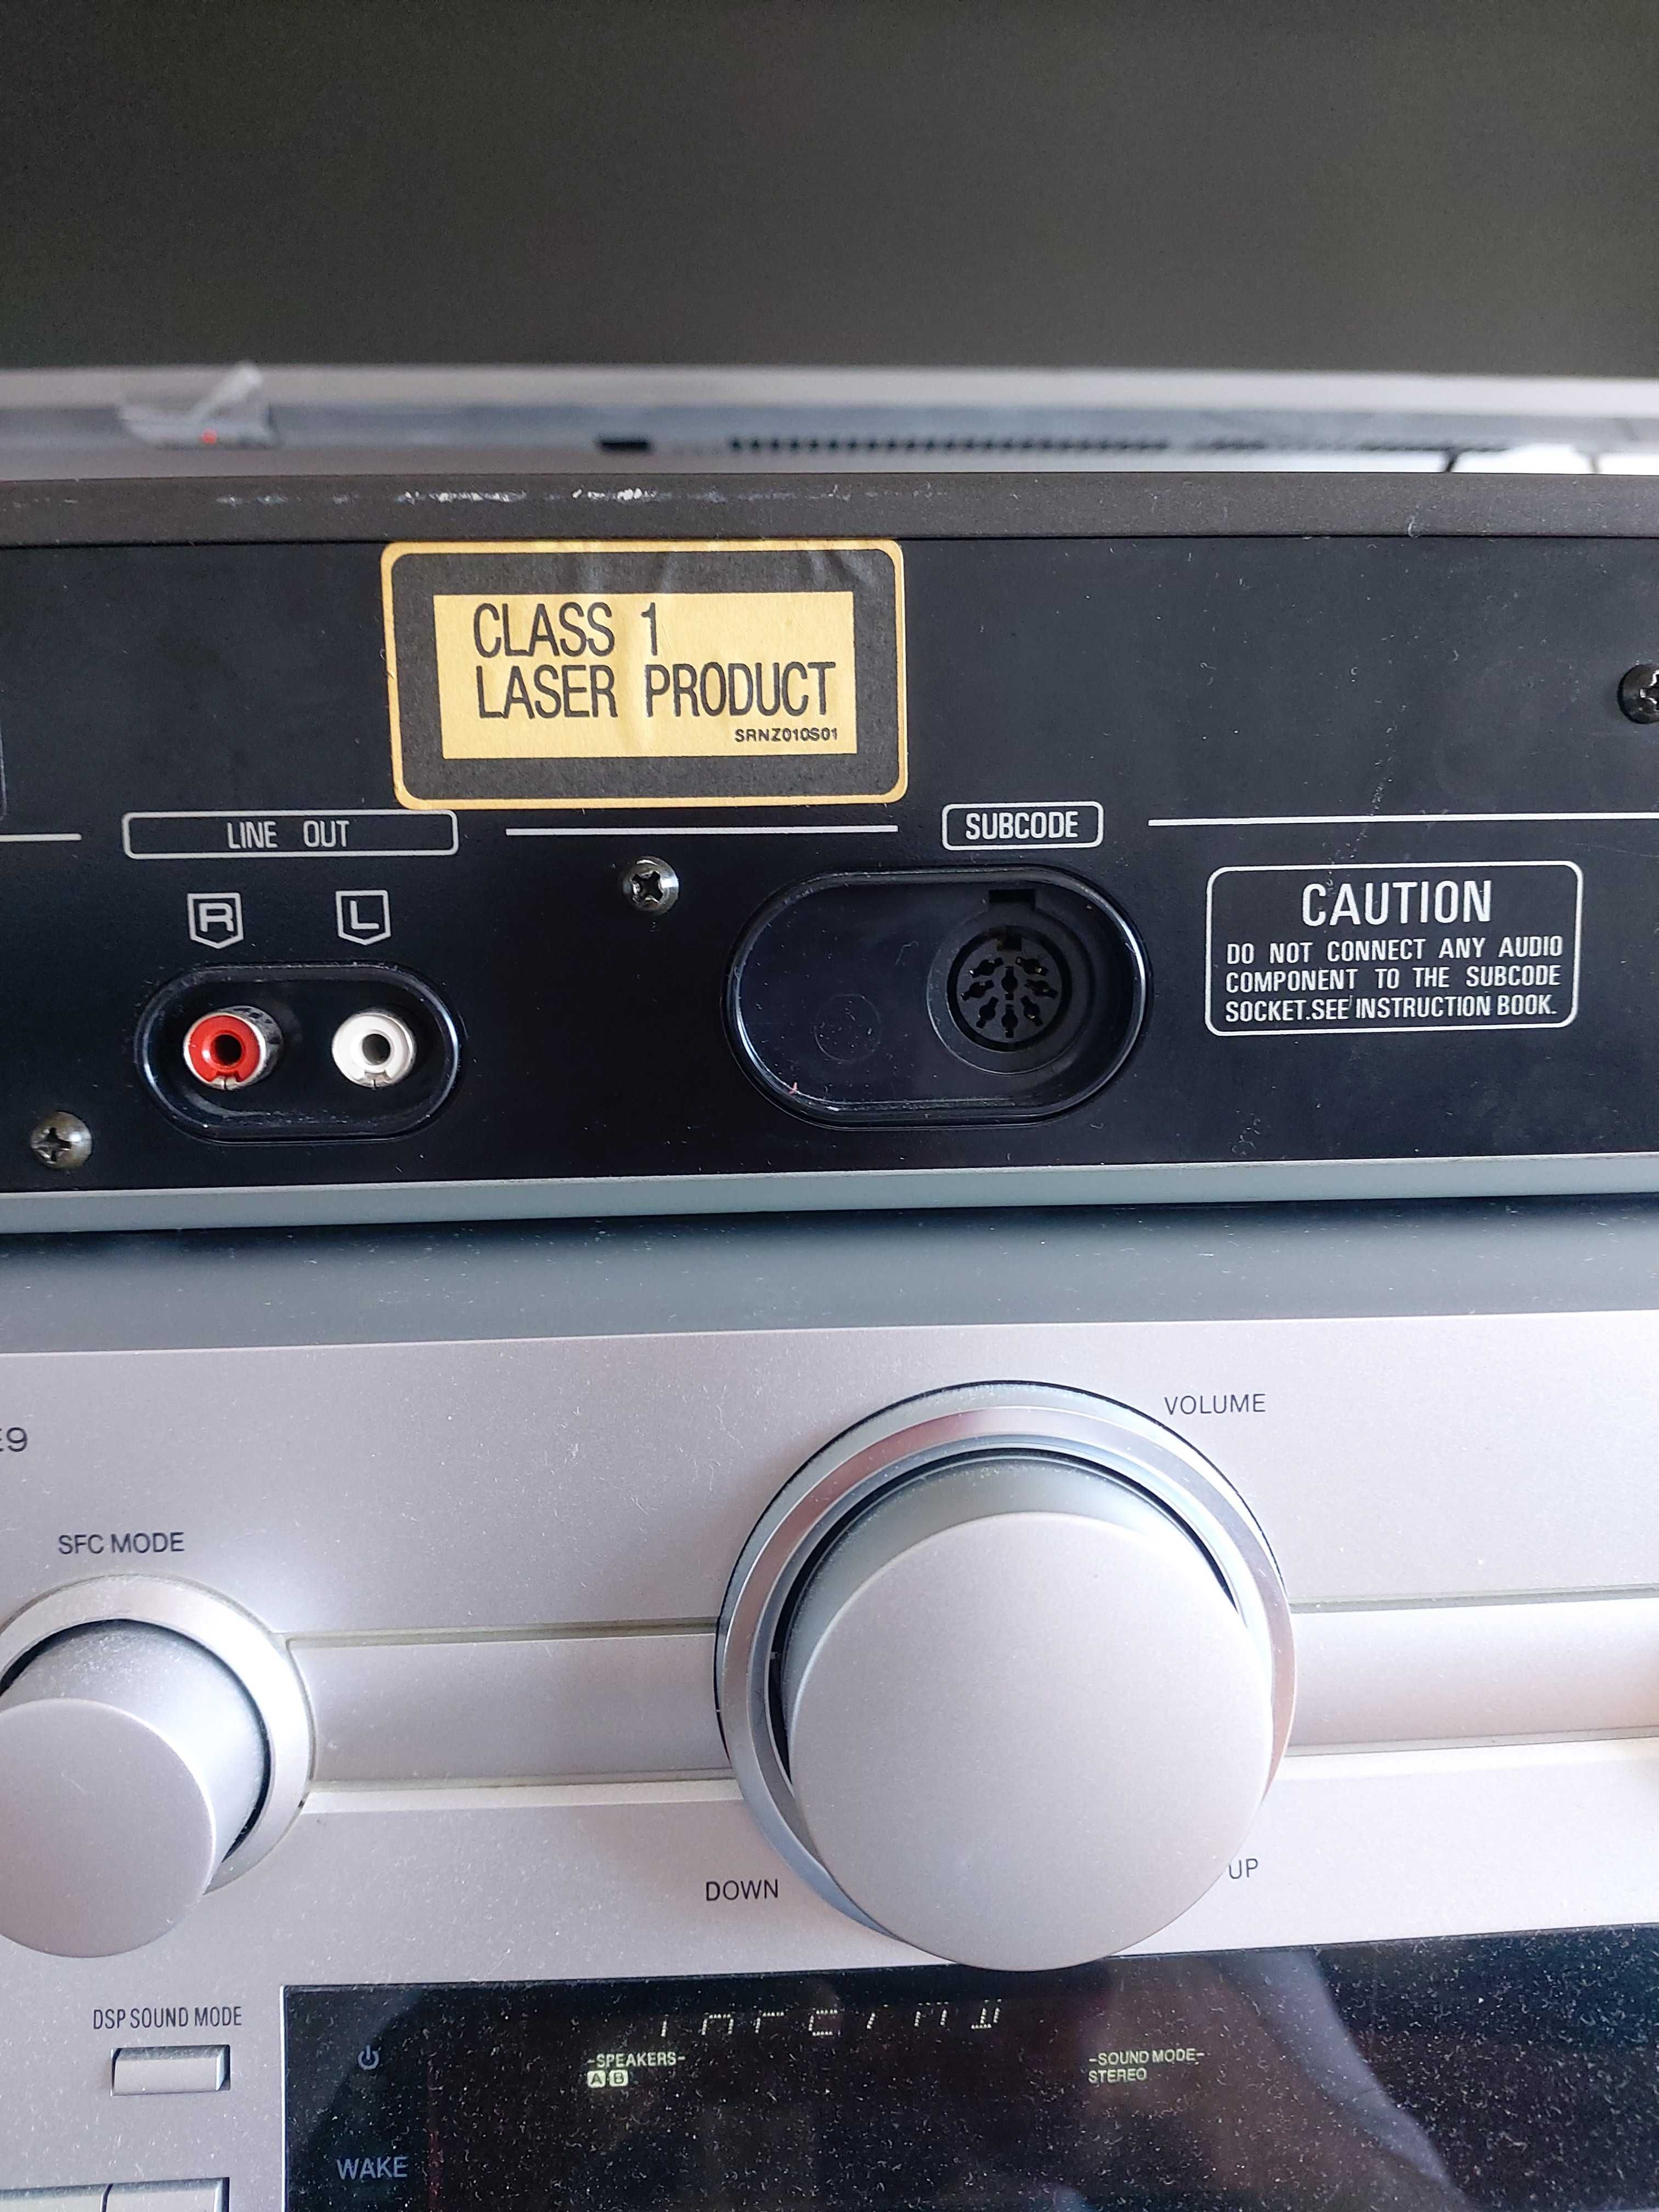 CLASS 1
LASER PRODUCT
SRNZ010S01
LINE OUT
SUBCODE
R L
CAUTION
DO NOT CONNECT ANY AUDIO
COMPONENT TO THE SUBCODE
SOCKET.SEE INSTRUCTION BOOK.
VOLUME
E9
SFC MODE
DOWN
UP
DSP SOUND MODE
-SPEAKERS-
A B
-SOUND MODE-
STEREO
WAKE